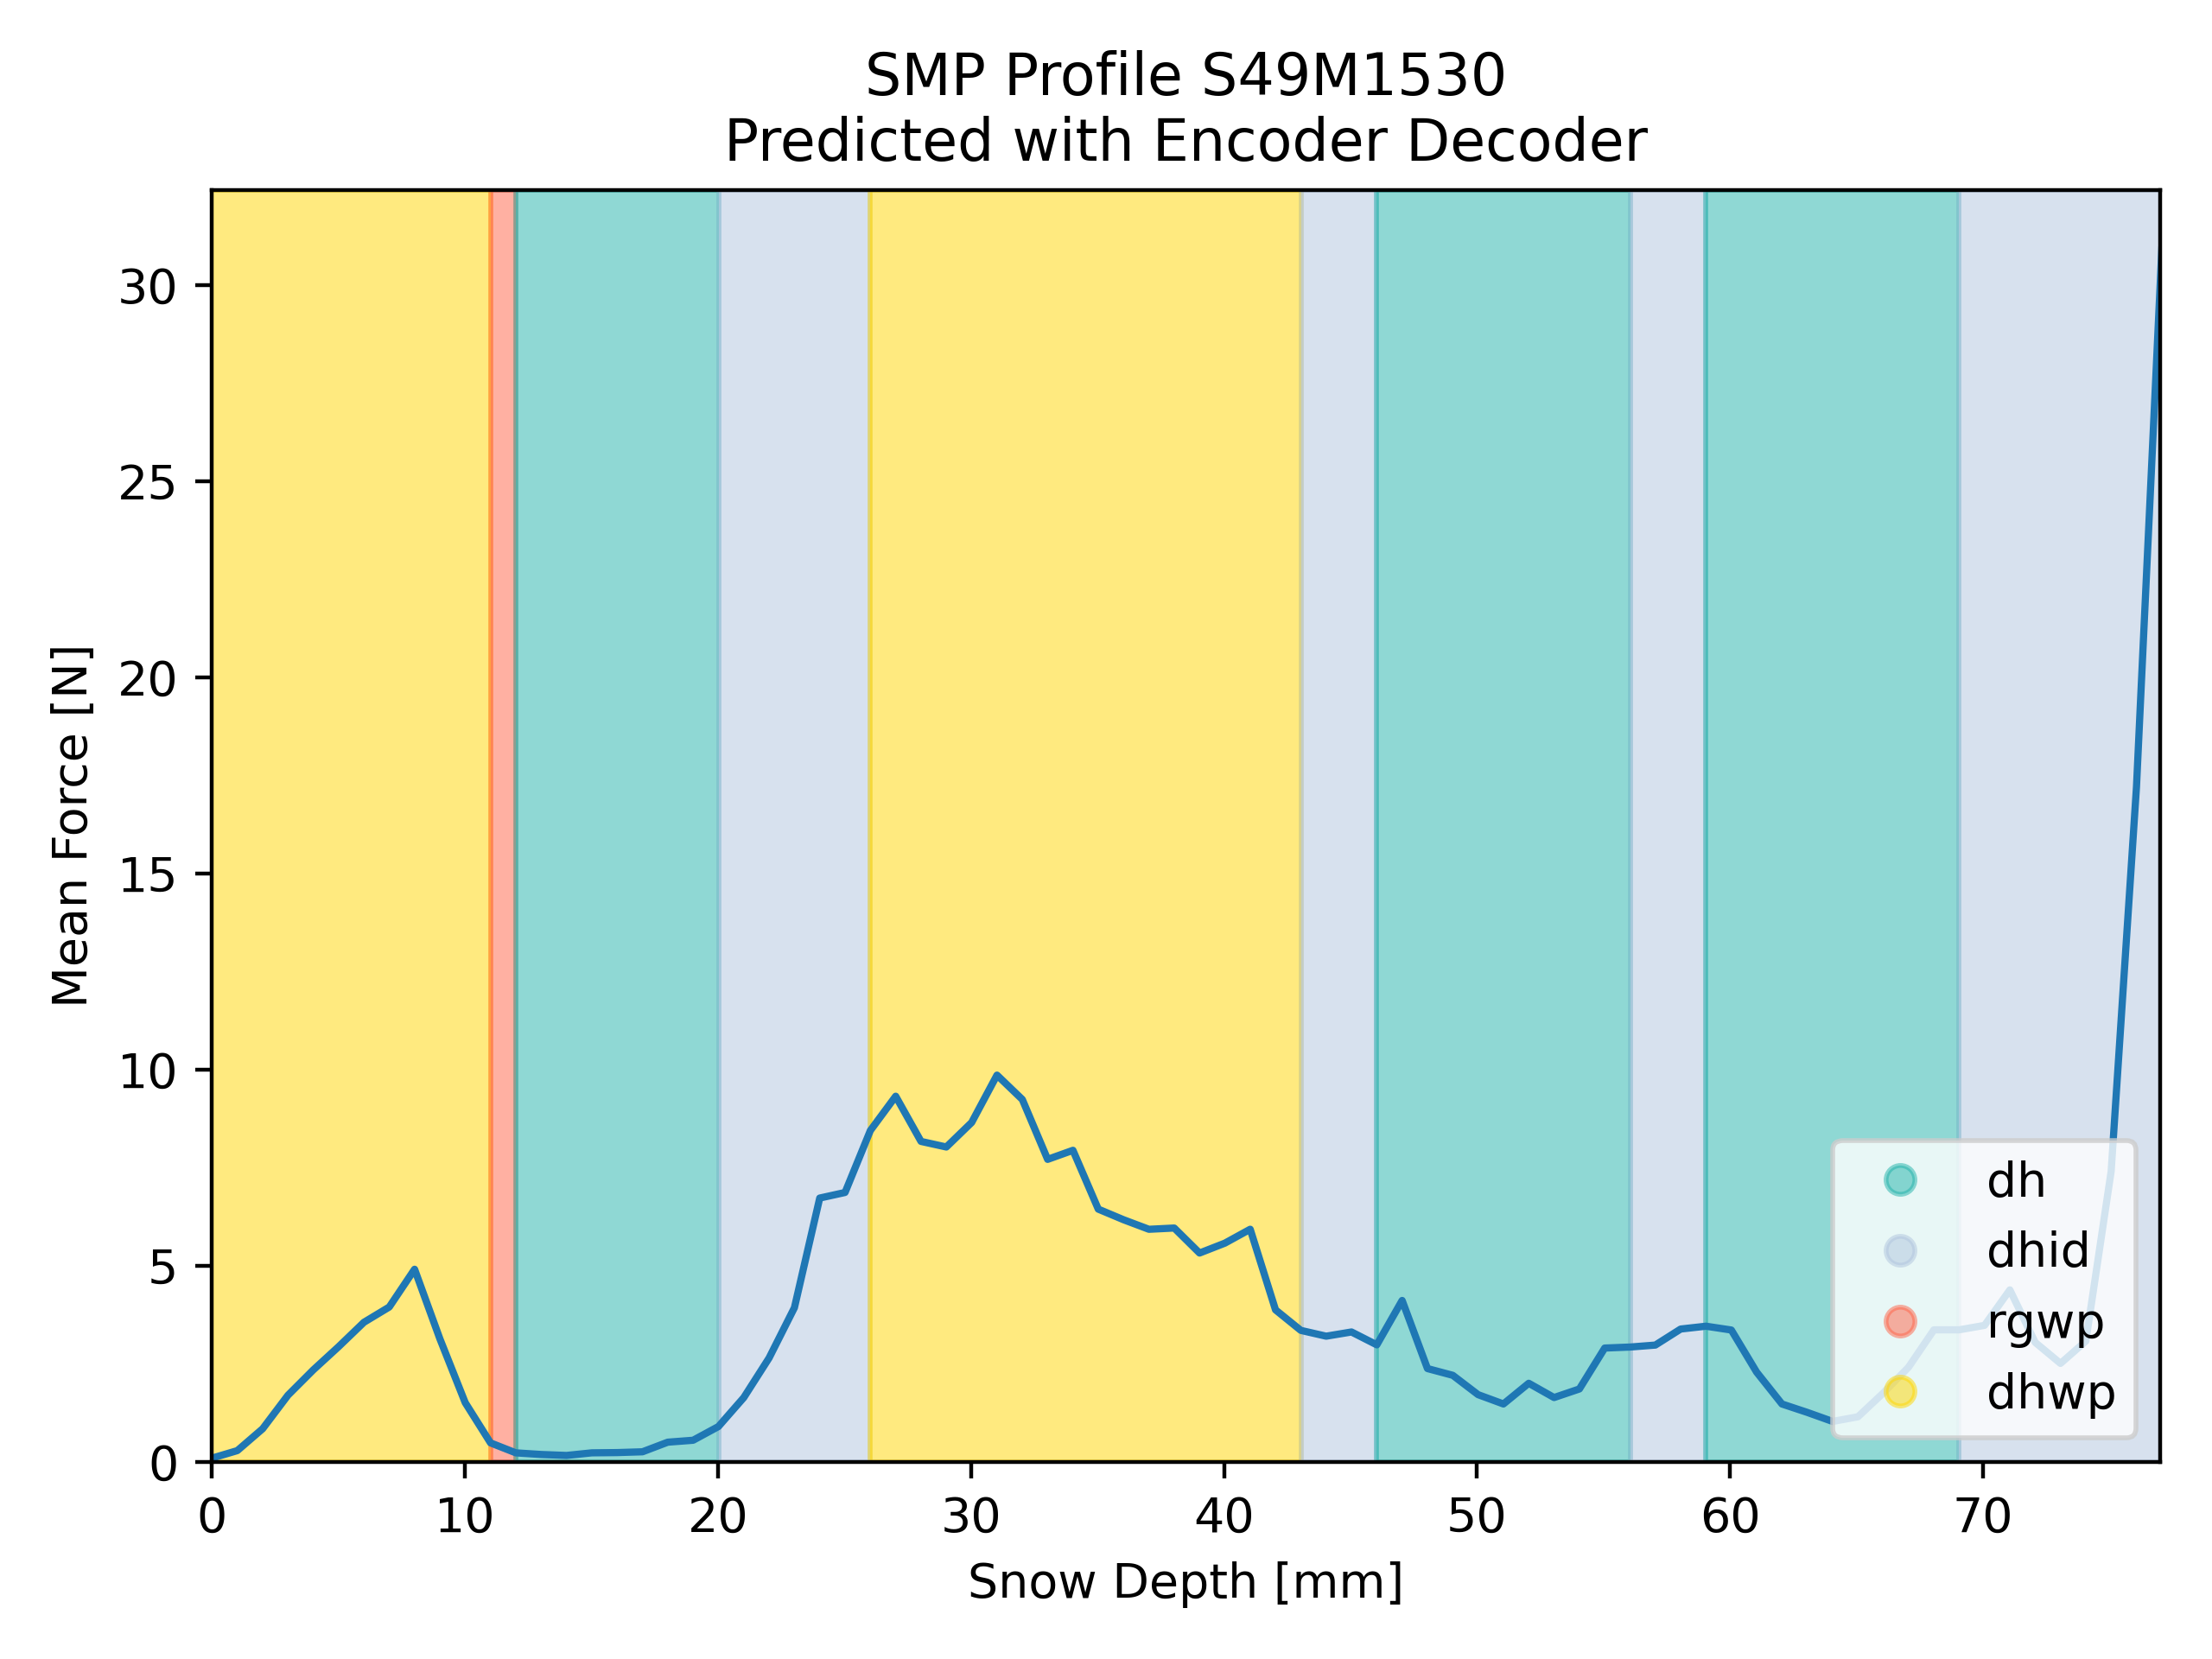 SMP Profile S49M1530
Predicted with Encoder Decoder
Mean Force [N]
30
25
20
15
10
5
0
0 10 20 30 40 50 60 70
Snow Depth [mm]
dh
dhid
rgwp
dhwp